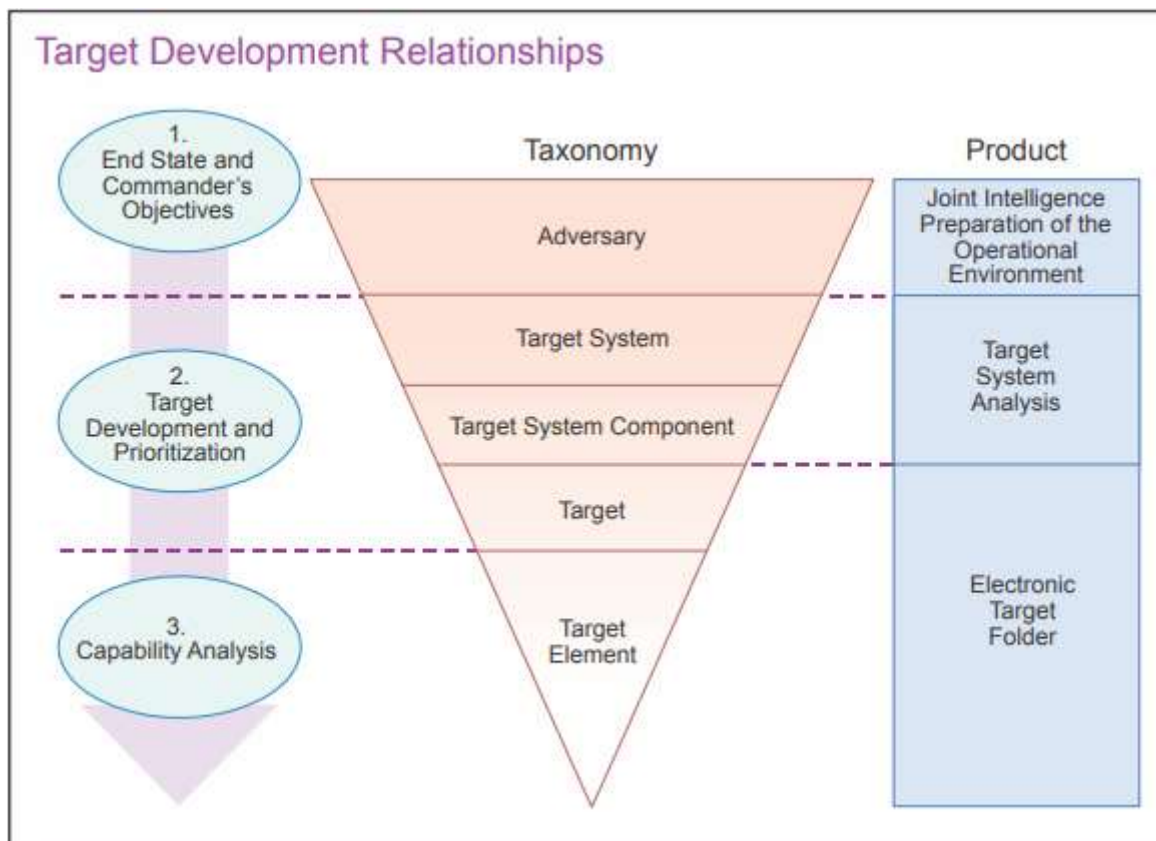 Target Development Relationships
1.
End State and
Commander's
Objectives
2.
Target
Development and
Prioritization
3.
Capability Analysis
Taxonomy
Adversary
Target System
Target System Component
Target
Target
Element
Product
Joint Intelligence
Preparation of the
Operational
Environment
Target
System
Analysis
Electronic
Target
Folder